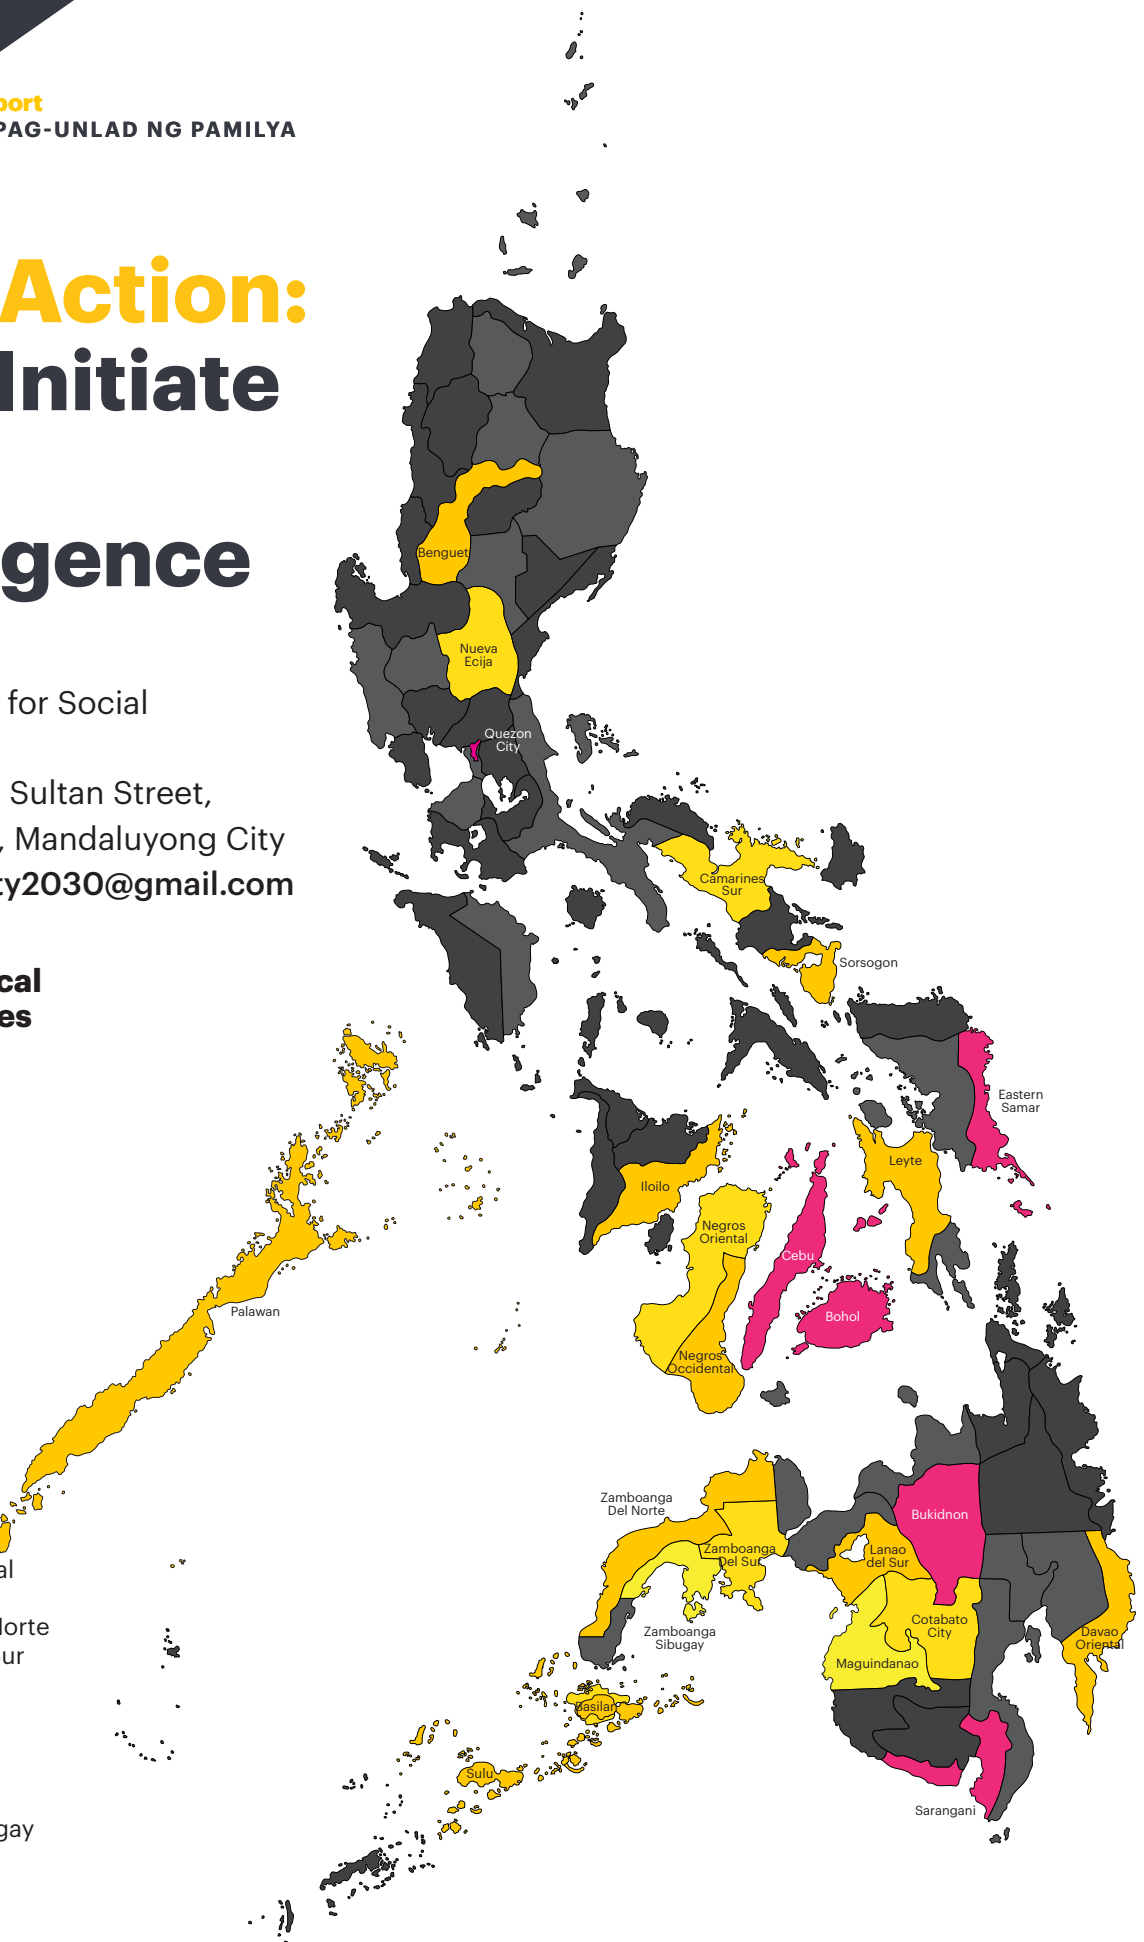 port
PAG-UNLAD NG PAMILYA
Action:
Initiate
gence
for Social
Sultan Street,
, Mandaluyong City
ty2030@gmail.com
cal
es
al
Norte
ur
gay
Benguet
Nueva
Ecija
Quezon
City
Camarines
Sur
Sorsogon
Eastern
Samar
Leyte
Iloilo
Negros
Oriental
Cebu
Bohol
Negros
Occidental
Palawan
Zamboanga
Del Norte
Zamboanga
Del Sur
Zamboanga
Sibugay
Bukidnon
Lanao
del Sur
Cotabato
City
Maguindanao
Davao
Oriental
Basilan
Sulu
Sarangani